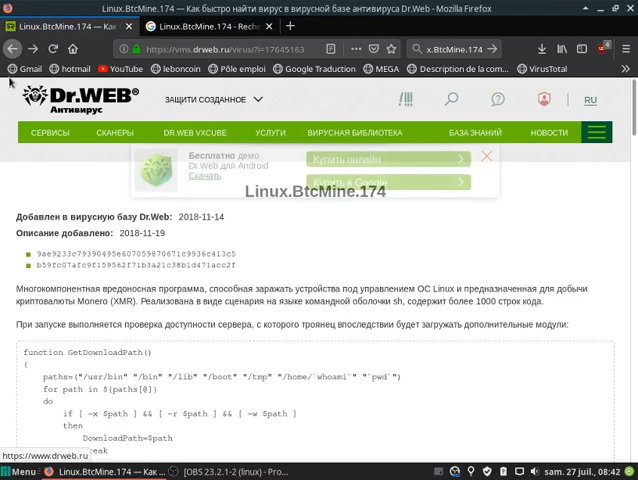 Linux.BtcMine.174 — Как быстро найти вирус в вирусной базе антивируса Dr.Web - Mozilla Firefox
Linux.BtcMine.174 — Как
Linux.BtcMine.174 - Reche
https://vms.drweb.ru/virus/?i=17645163
x.BtcMine.174
4
Gmail hotmail YouTube leboncoin Pôle emploi Google Traduction MEGA Description de la com... VirusTotal
Dr.WEB®
Антивирус
ЗАЩИТИ СОЗДАННОЕ
RU
СЕРВИСЫ СКАНЕРЫ DR.WEB VXCUBE УСЛУГИ ВИРУСНАЯ БИБЛИОТЕКА БАЗА ЗНАНИЙ НОВОСТИ
Бесплатно демо
Dr.Web для Android
Скачать
Купить онлайн
Купить в Google
Linux.BtcMine.174
Добавлен в вирусную базу Dr.Web: 2018-11-14
Описание добавлено: 2018-11-19
9ae9233c79390495e607059870671c9936c413c5
b59fc07afc9f159562f71b3a21c38b1d471acc2f
Многокомпонентная вредоносная программа, способная заражать устройства под управлением ОС Linux и предназначенная для добычи
криптовалюты Monero (XMR). Реализована в виде сценария на языке командной оболочки sh, содержит более 1000 строк кода.
При запуске выполняется проверка доступности сервера, с которого троянец впоследствии будет загружать дополнительные модули:
function GetDownloadPath()
{
paths=("/usr/bin" "/bin" "/lib" "/boot" "/tmp" "/home/`whoami`" "`pwd`")
for path in ${paths[@]}
do
if [ -x $path ] && [ -r $path ] && [ -w $path ]
then
DownloadPath=$path
https://www.drweb.ru
Menu
Linux.BtcMine.174 — Как ...
[OBS 23.2.1-2 (linux) - Pro...
sam. 27 juil., 08:42